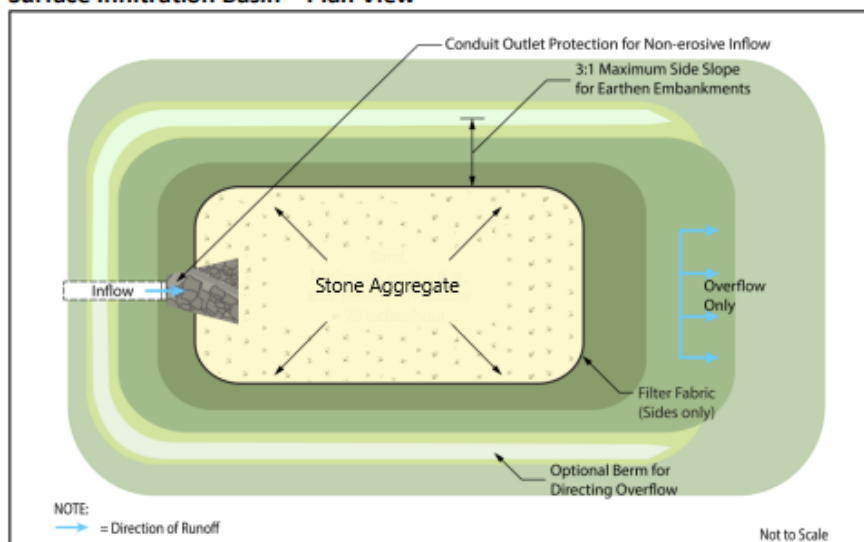 Surface Infiltration Basin – Plan View
Conduit Outlet Protection for Non-erosive Inflow
3:1 Maximum Side Slope
for Earthen Embankments
Inflow
Stone Aggregate
Overflow
Only
Filter Fabric
(Sides only)
Optional Berm for
Directing Overflow
NOTE:
= Direction of Runoff
Not to Scale